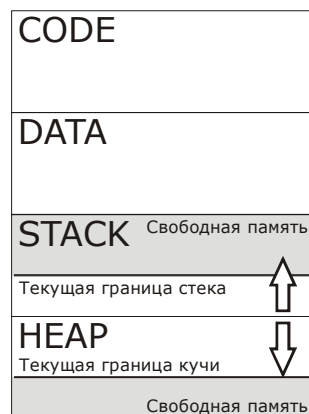 CODE
DATA
STACK Свободная память
Текущая граница стека
HEAP
Текущая граница кучи
Свободная память